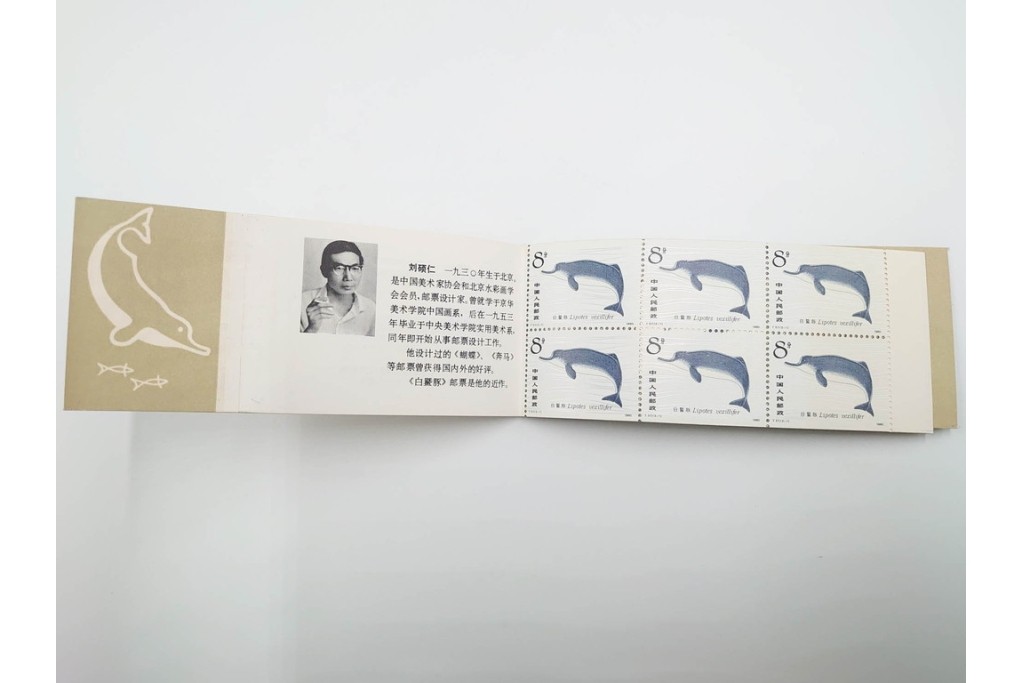 刘硕仁 一九三〇年生于北京，
是中国美术家协会和北京水彩画学
会会员，邮票设计家。曾就学于京华
美术学院中国画系，后在一九五三
年毕业于中央美术学院实用美术系，
同年即开始从事邮票设计工作。
他设计过的《蝴蝶》、《奔马》
等邮票曾获得国内外的好评。
《白鱀豚》邮票是他的近作。
8分
中国人民邮政
白鱀豚 Lipotes vexillifer
8分
中国人民邮政
白鱀豚 Lipotes vexillifer
8分
中国人民邮政
白鱀豚 Lipotes vexillifer
8分
中国人民邮政
白鱀豚 Lipotes vexillifer
8分
中国人民邮政
白鱀豚 Lipotes vexillifer
8分
中国人民邮政
白鱀豚 Lipotes vexillifer